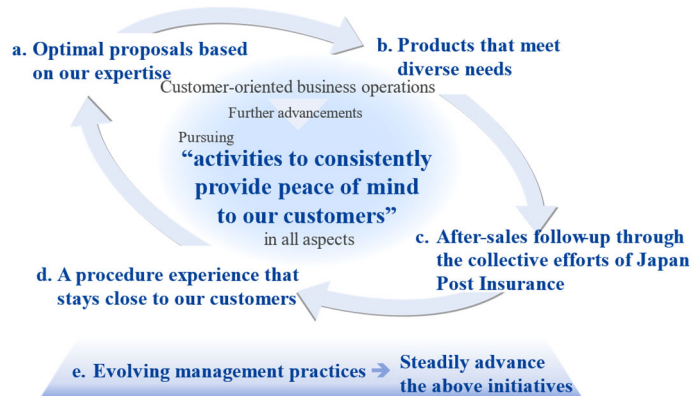 a. Optimal proposals based
on our expertise
b. Products that meet
diverse needs
Customer-oriented business operations
Further advancements
Pursuing
“activities to consistently
provide peace of mind
to our customers”
in all aspects
c. After-sales follow-up through
the collective efforts of Japan
Post Insurance
d. A procedure experience that
stays close to our customers
e. Evolving management practices
Steadily advance
the above initiatives